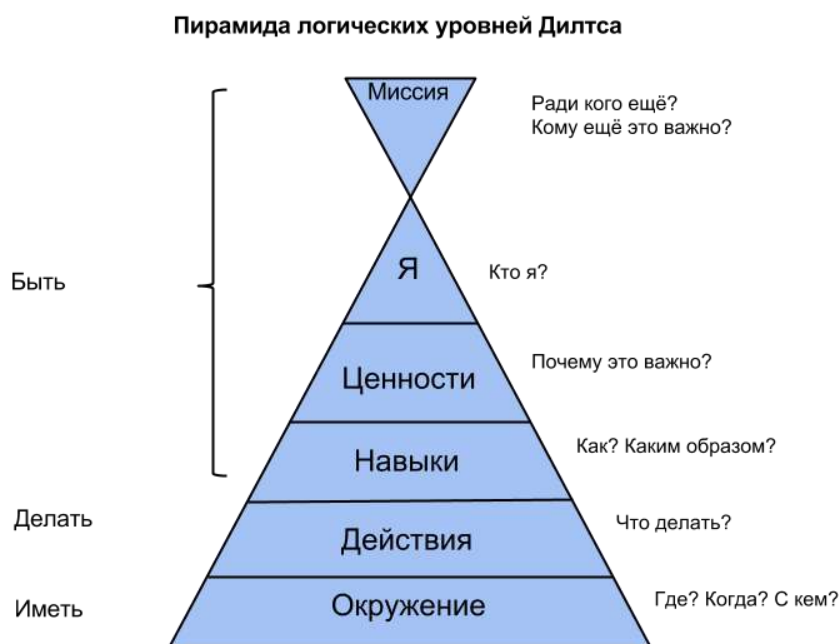 Пирамида логических уровней Дилтса
Миссия
Ради кого ещё?
Кому ещё это важно?
Быть
Я
Кто я?
Ценности
Почему это важно?
Навыки
Как? Каким образом?
Делать
Действия
Что делать?
Иметь
Окружение
Где? Когда? С кем?